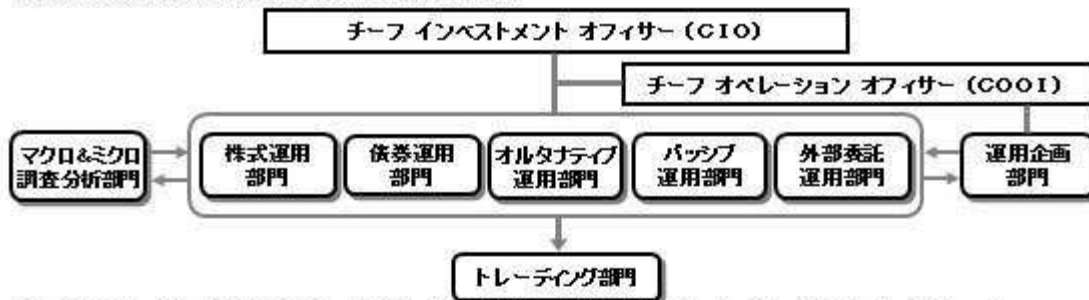 チーフ インベストメント オフィサー（CIO）
チーフ オペレーション オフィサー（COOI）
マクロ&ミクロ
調査分析部門
株式運用
部門
債券運用
部門
オルタナティブ
運用部門
パッシブ
運用部門
外部委託
運用部門
運用企画
部門
トレーディング部門